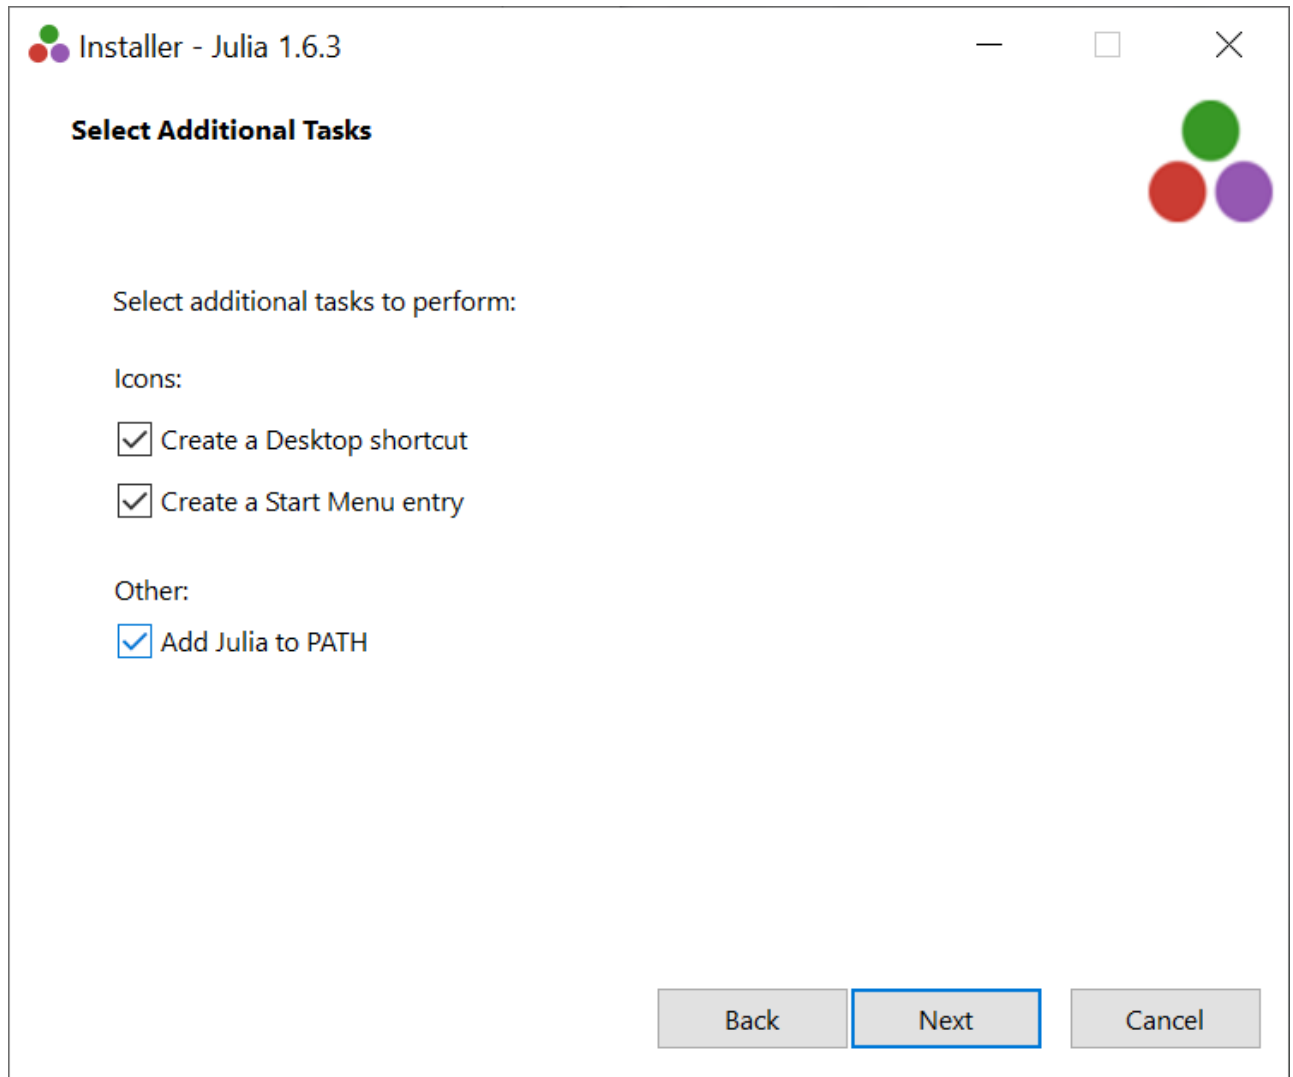 Installer - Julia 1.6.3
Select Additional Tasks
Select additional tasks to perform:
Icons:
Create a Desktop shortcut
Create a Start Menu entry
Other:
Add Julia to PATH
Back Next Cancel